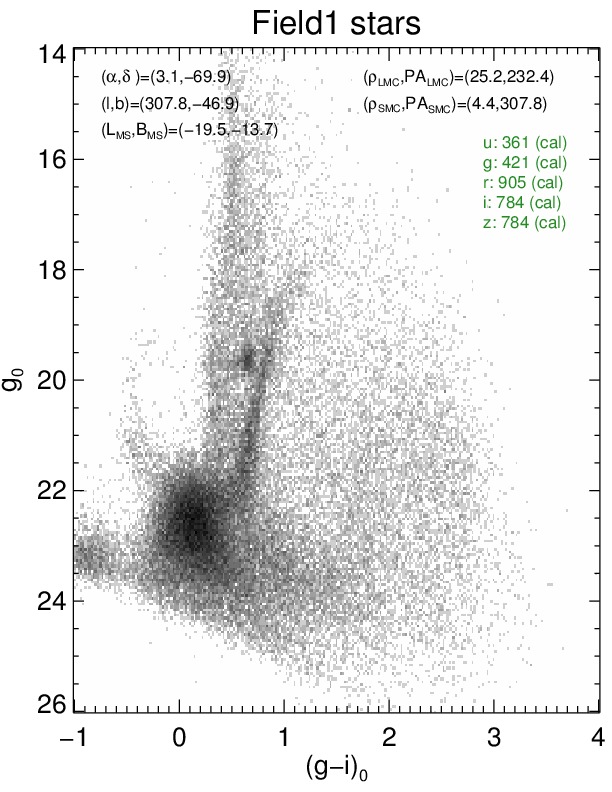 Field1 stars
(α,δ )=(3.1,−69.9)
(ρLMC,PALMC)=(25.2,232.4)
(l,b)=(307.8,−46.9)
(ρSMC,PASMC)=(4.4,307.8)
(LMS,BMS)=(−19.5,−13.7)
u: 361 (cal)
g: 421 (cal)
r: 905 (cal)
i: 784 (cal)
z: 784 (cal)
14
16
18
20
22
24
26
g0
−1 0 1 2 3 4
(g−i)0